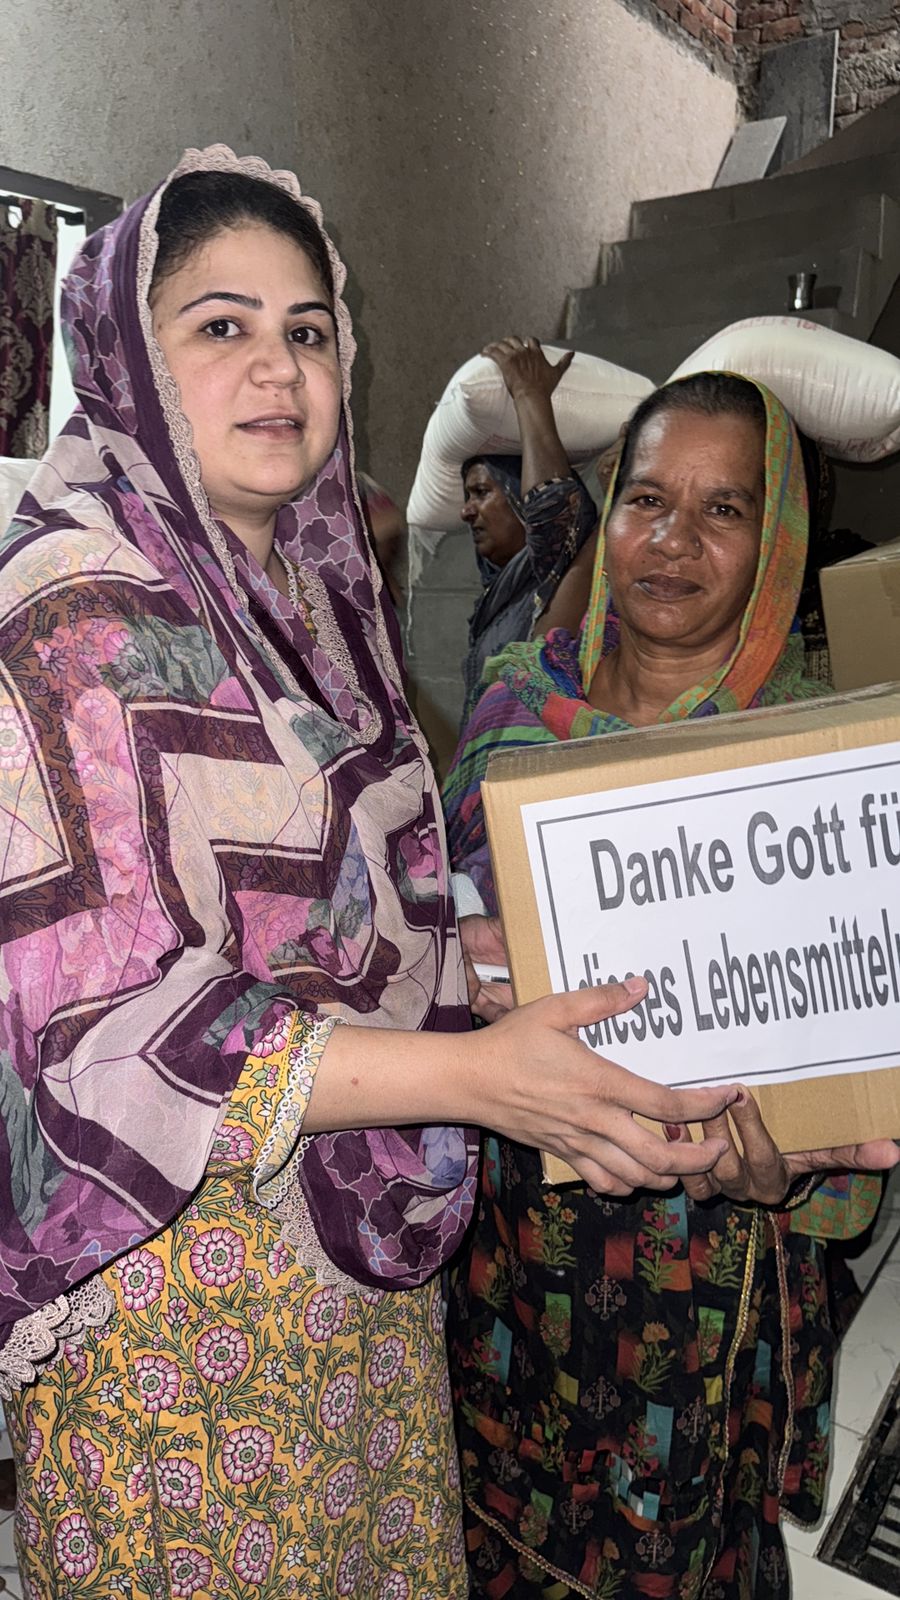 Danke Gott fü
dieses Lebensmittel